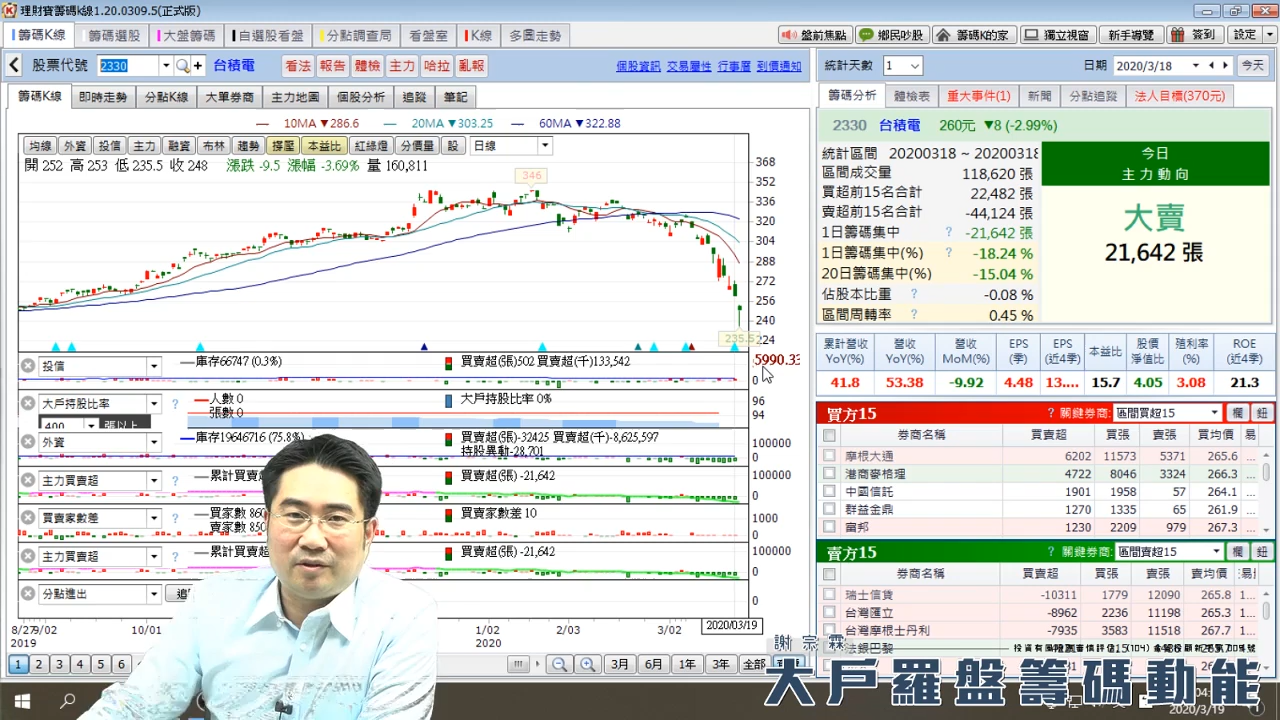 理財寶籌碼k線1.20.0309.5(正式版)
籌碼K線 籌碼選股 大盤籌碼 自選股看盤 分點調查局 看盤室 K線 多圖走勢
盤前焦點 鄉民吵股 籌碼K的家 獨立視窗 新手導覽 簽到 設定
股票代號 2330 台積電 看法 報告 體檢 主力 哈拉 亂報 個股資訊 交易屬性 行事曆 到價通知
統計天數 1 日期 2020/3/18 今天
籌碼K線 即時走勢 分點K線 大單券商 主力地圖 個股分析 追蹤 筆記
籌碼分析 體檢表 重大事件(1) 新聞 分點追蹤 法人目標(370元)
10MA▼286.6 20MA▼303.25 60MA▼322.88
均線 外資 投信 主力 融資 布林 趨勢 撐壓 本益比 紅綠燈 分價量 股 日線
開 252 高 253 低 235.5 收 248 漲跌 -9.5 漲幅 -3.69% 量 160,811
346
368
352
336
320
304
288
272
256
240
224
235.5
2330 台積電 260元 ▼8 (-2.99%)
統計區間 20200318 ~ 20200318
區間成交量 118,620 張
買超前15名合計 22,482 張
賣超前15名合計 -44,124 張
1日籌碼集中 ? -21,642 張
1日籌碼集中(%) ? -18.24 %
20日籌碼集中(%) -15.04 %
佔股本比重 ? -0.08 %
區間周轉率 ? 0.45 %
今日
主力動向
大賣
21,642 張
累計營收YoY(%) 營收YoY(%) 營收MoM(%) EPS(季) EPS(近4季) 本益比 股價淨值比 殖利率(%) ROE(近4季)
41.8 53.38 -9.92 4.48 13.... 15.7 4.05 3.08 21.3
投信 庫存66747 (0.3%) 買賣超(張)502 買賣超(千)133,542 5990.33
0
大戶持股比率 ? 人數 0 大戶持股比率 0% 96
400 張以上 張數 0 94
外資 庫存19646716 (75.8%) 買賣超(張)-32425 買賣超(千)-8,625,597 100000
持股異動-28,701 0
主力買賣超 ? 累計買賣 買賣超(張) -21,642 100000
0
買賣家數差 ? 買家數 860 買賣家數差 10 1000
賣家數 850 0
主力買賣超 ? 累計買賣超 買賣超(張) -21,642 100000
0
分點進出 0
8/27 9/02 10/01 1/02 2/03 3/02 2020/03/19
2019 2020
1 2 3 4 5 6 3月 6月 1年 3年 全部
買方15 ? 關鍵券商: 區間買超15
券商名稱 買賣超 買張 賣張 買均價
摩根大通 6202 11573 5371 265.6 ...
港商麥格理 4722 8046 3324 266.3 ...
中國信託 1901 1958 57 264.1 ...
群益金鼎 1270 1335 65 261.9 ...
富邦 1230 2209 979 267.3 ...
賣方15 ? 關鍵券商: 區間賣超15
券商名稱 買賣超 買張 賣張 賣均價
瑞士信貸 -10311 1779 12090 265.8 1...
台灣匯立 -8962 2236 11198 265.3 1...
台灣摩根士丹利 -7935 3583 11518 267.7 1...
法銀巴黎
謝宗霖
大戶羅盤籌碼動能
2020/3/19